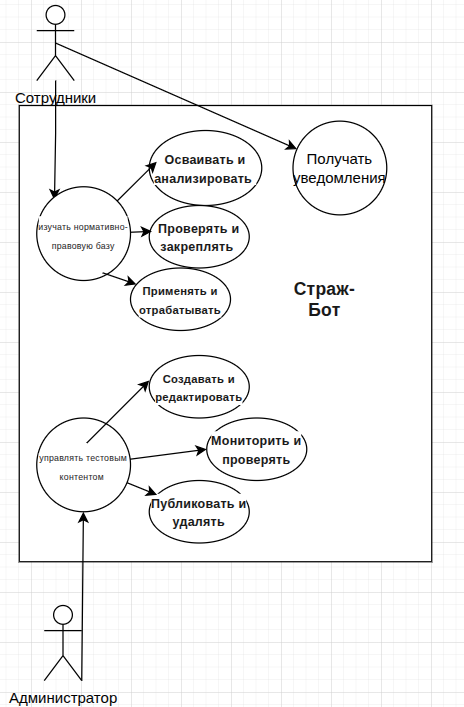 Сотрудники
Осваивать и
анализировать
Получать
уведомления
изучать нормативно-
правовую базу
Проверять и
закреплять
Применять и
отрабатывать
Страж-
Бот
Создавать и
редактировать
управлять тестовым
контентом
Мониторить и
проверять
Публиковать и
удалять
Администратор